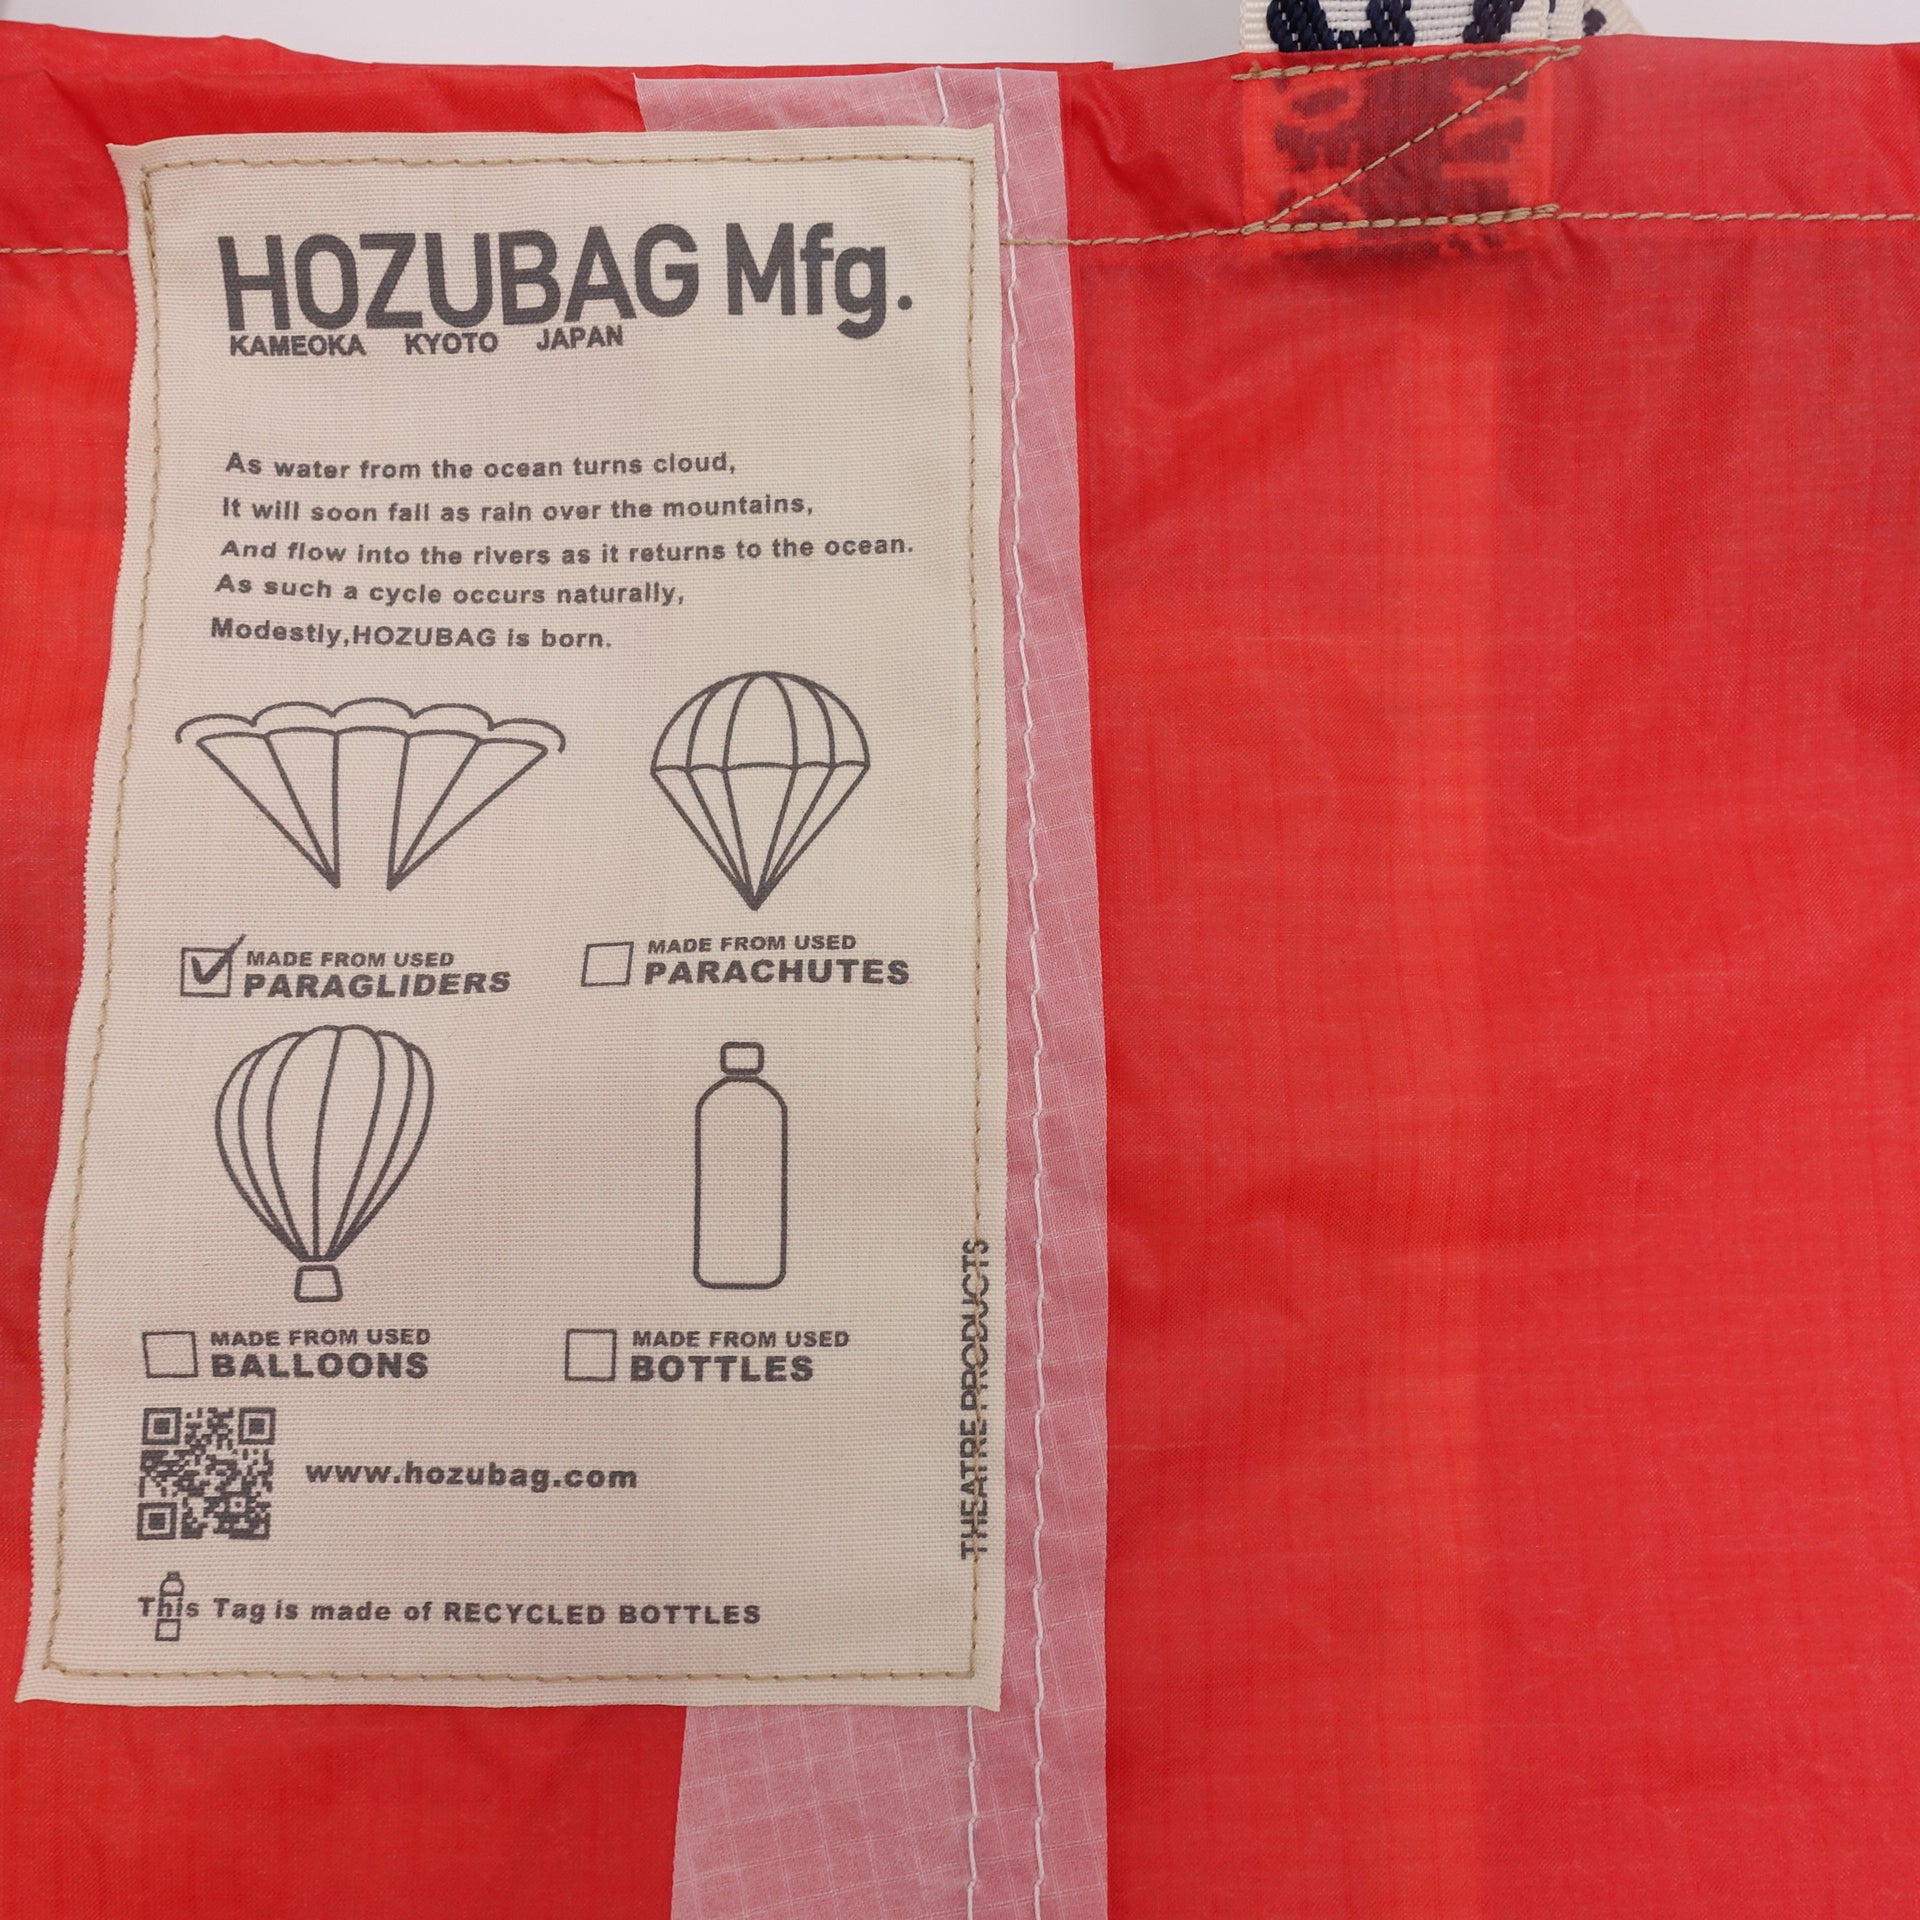 HOZUBAG Mfg.
KAMEOKA KYOTO JAPAN
As water from the ocean turns cloud,
It will soon fall as rain over the mountains,
And flow into the rivers as it returns to the ocean.
As such a cycle occurs naturally,
Modestly,HOZUBAG is born.
MADE FROM USED
PARAGLIDERS
MADE FROM USED
PARACHUTES
MADE FROM USED
BALLOONS
MADE FROM USED
BOTTLES
www.hozubag.com
This Tag is made of RECYCLED BOTTLES
THEATRE PRODUCTS